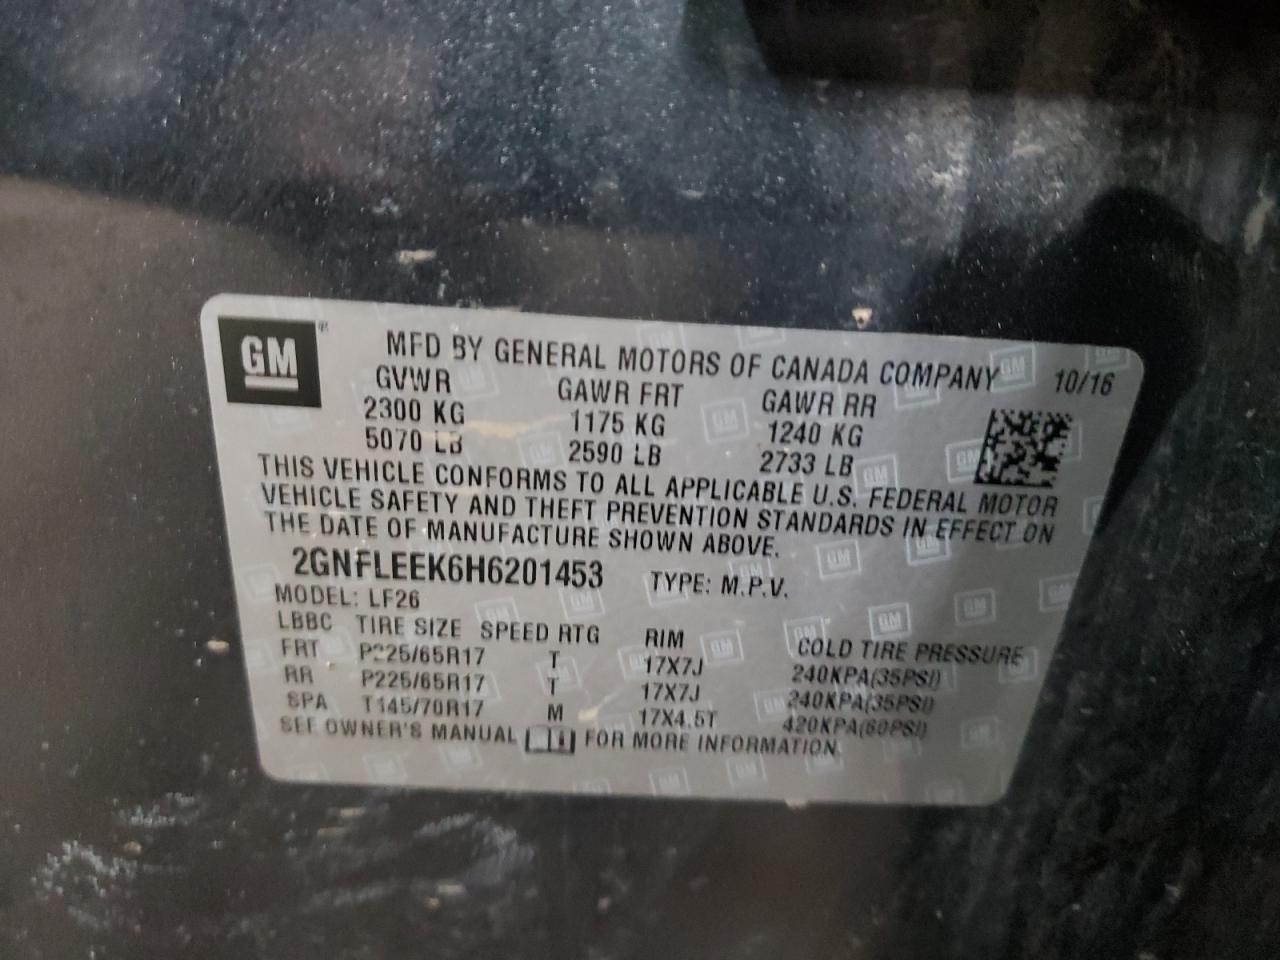 GM
MFD BY GENERAL MOTORS OF CANADA COMPANY 10/16
GVWR GAWR FRT GAWR RR
2300 KG 1175 KG 1240 KG
5070 LB 2590 LB 2733 LB
THIS VEHICLE CONFORMS TO ALL APPLICABLE U.S. FEDERAL MOTOR
VEHICLE SAFETY AND THEFT PREVENTION STANDARDS IN EFFECT ON
THE DATE OF MANUFACTURE SHOWN ABOVE.
2GNFLEEK6H6201453 TYPE: M.P.V.
MODEL: LF26
LBBC TIRE SIZE SPEED RTG RIM COLD TIRE PRESSURE
FRT P225/65R17 T 17X7J 240KPA(35PSI)
RR P225/65R17 T 17X7J 240KPA(35PSI)
SPA T145/70R17 M 17X4.5T 420KPA(60PSI)
SEE OWNER'S MANUAL FOR MORE INFORMATION.